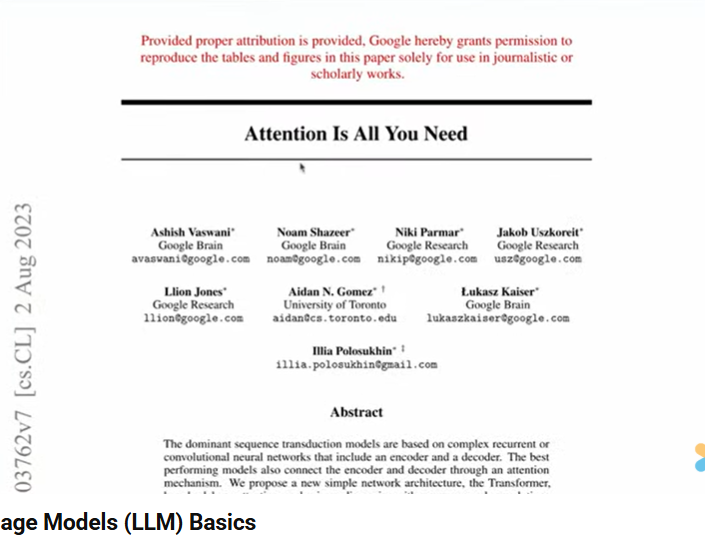 Provided proper attribution is provided, Google hereby grants permission to
reproduce the tables and figures in this paper solely for use in journalistic or
scholarly works.
Attention Is All You Need
Ashish Vaswani* Noam Shazeer* Niki Parmar* Jakob Uszkoreit*
Google Brain Google Brain Google Research Google Research
avaswani@google.com noam@google.com nikip@google.com usz@google.com
Llion Jones* Aidan N. Gomez* † Łukasz Kaiser*
Google Research University of Toronto Google Brain
llion@google.com aidan@cs.toronto.edu lukaszkaiser@google.com
Illia Polosukhin* ‡
illia.polosukhin@gmail.com
Abstract
The dominant sequence transduction models are based on complex recurrent or
convolutional neural networks that include an encoder and a decoder. The best
performing models also connect the encoder and decoder through an attention
mechanism. We propose a new simple network architecture, the Transformer,
03762v7 [cs.CL] 2 Aug 2023
age Models (LLM) Basics